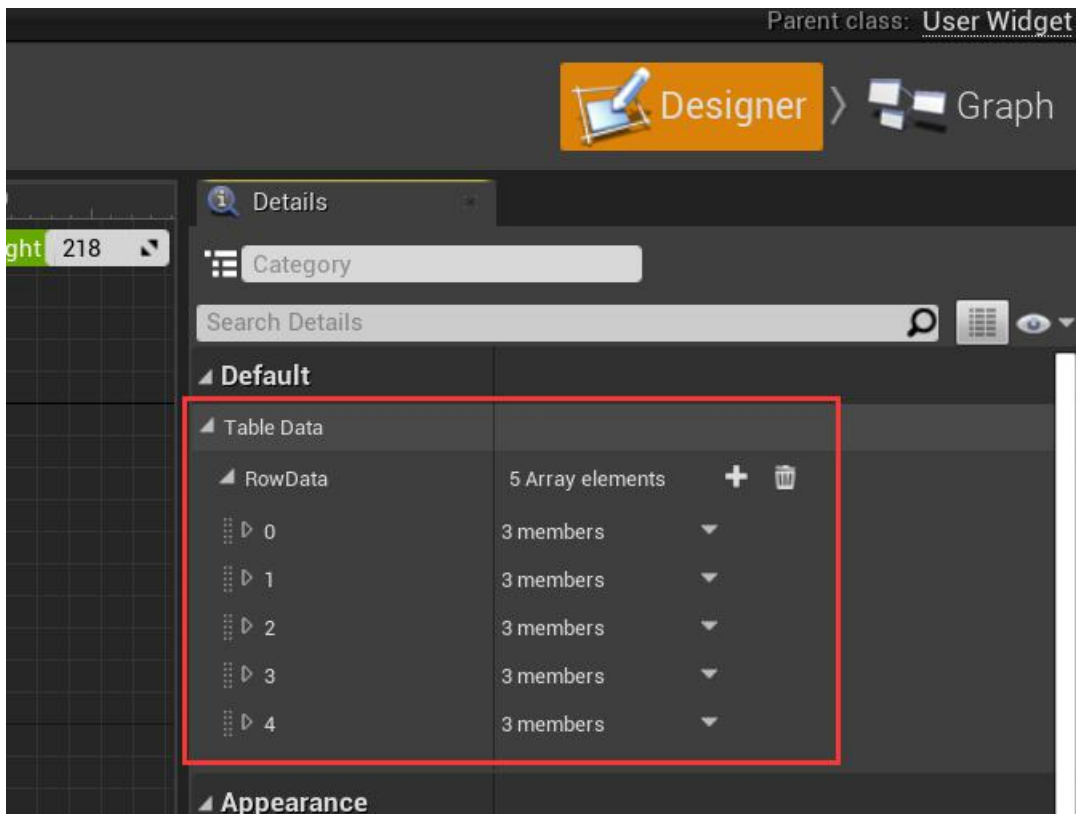 Parent class: User Widget
Designer
Graph
Details
ght 218
Category
Search Details
Default
Table Data
RowData 5 Array elements
0 3 members
1 3 members
2 3 members
3 3 members
4 3 members
Appearance